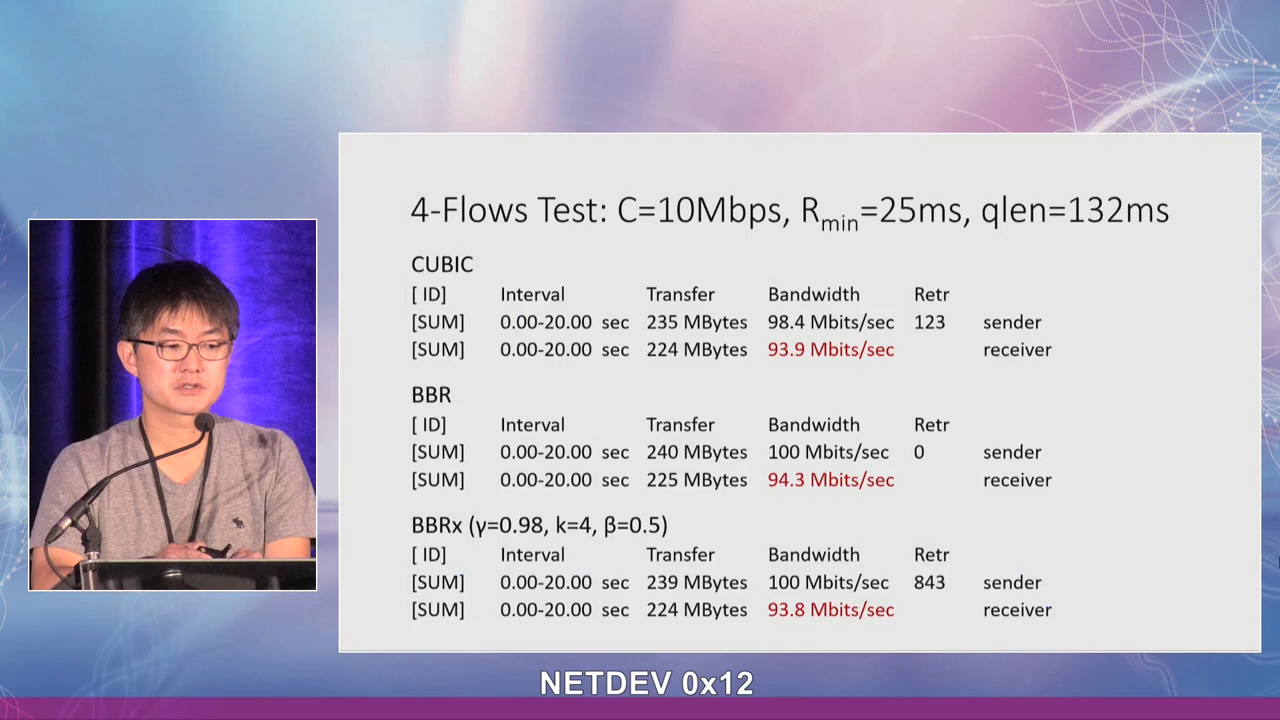 4-Flows Test: C=10Mbps, Rmin=25ms, qlen=132ms
CUBIC
[ ID] Interval Transfer Bandwidth Retr
[SUM] 0.00-20.00 sec 235 MBytes 98.4 Mbits/sec 123 sender
[SUM] 0.00-20.00 sec 224 MBytes 93.9 Mbits/sec receiver
BBR
[ ID] Interval Transfer Bandwidth Retr
[SUM] 0.00-20.00 sec 240 MBytes 100 Mbits/sec 0 sender
[SUM] 0.00-20.00 sec 225 MBytes 94.3 Mbits/sec receiver
BBRx (γ=0.98, k=4, β=0.5)
[ ID] Interval Transfer Bandwidth Retr
[SUM] 0.00-20.00 sec 239 MBytes 100 Mbits/sec 843 sender
[SUM] 0.00-20.00 sec 224 MBytes 93.8 Mbits/sec receiver
NETDEV 0x12